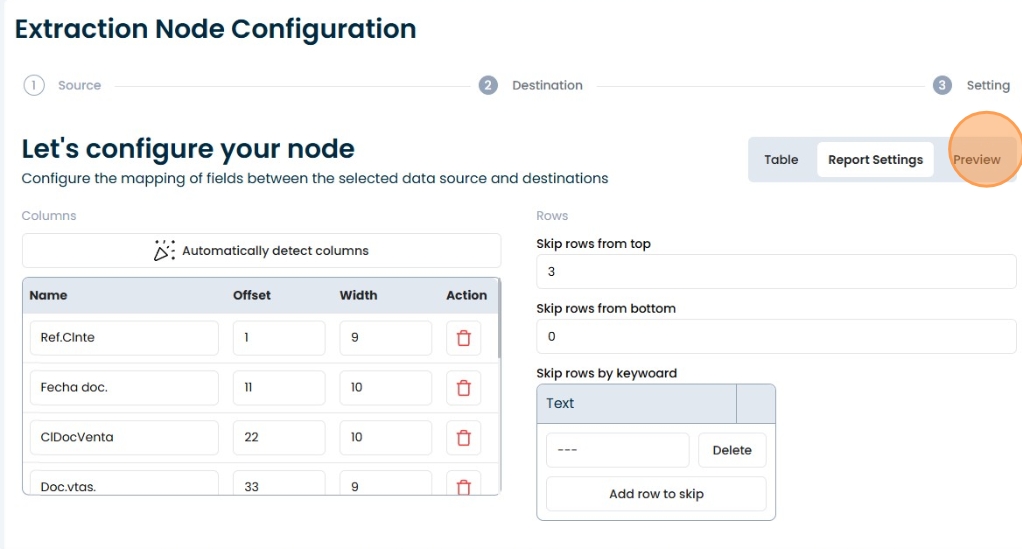 Extraction Node Configuration
1 Source 2 Destination 3 Setting
Let's configure your node
Configure the mapping of fields between the selected data source and destinations
Table Report Settings Preview
Columns
Automatically detect columns
Name Offset Width Action
Ref.Clnte 1 9
Fecha doc. 11 10
ClDocVenta 22 10
Doc.vtas. 33 9
Rows
Skip rows from top
3
Skip rows from bottom
0
Skip rows by keywoard
Text
--- Delete
Add row to skip